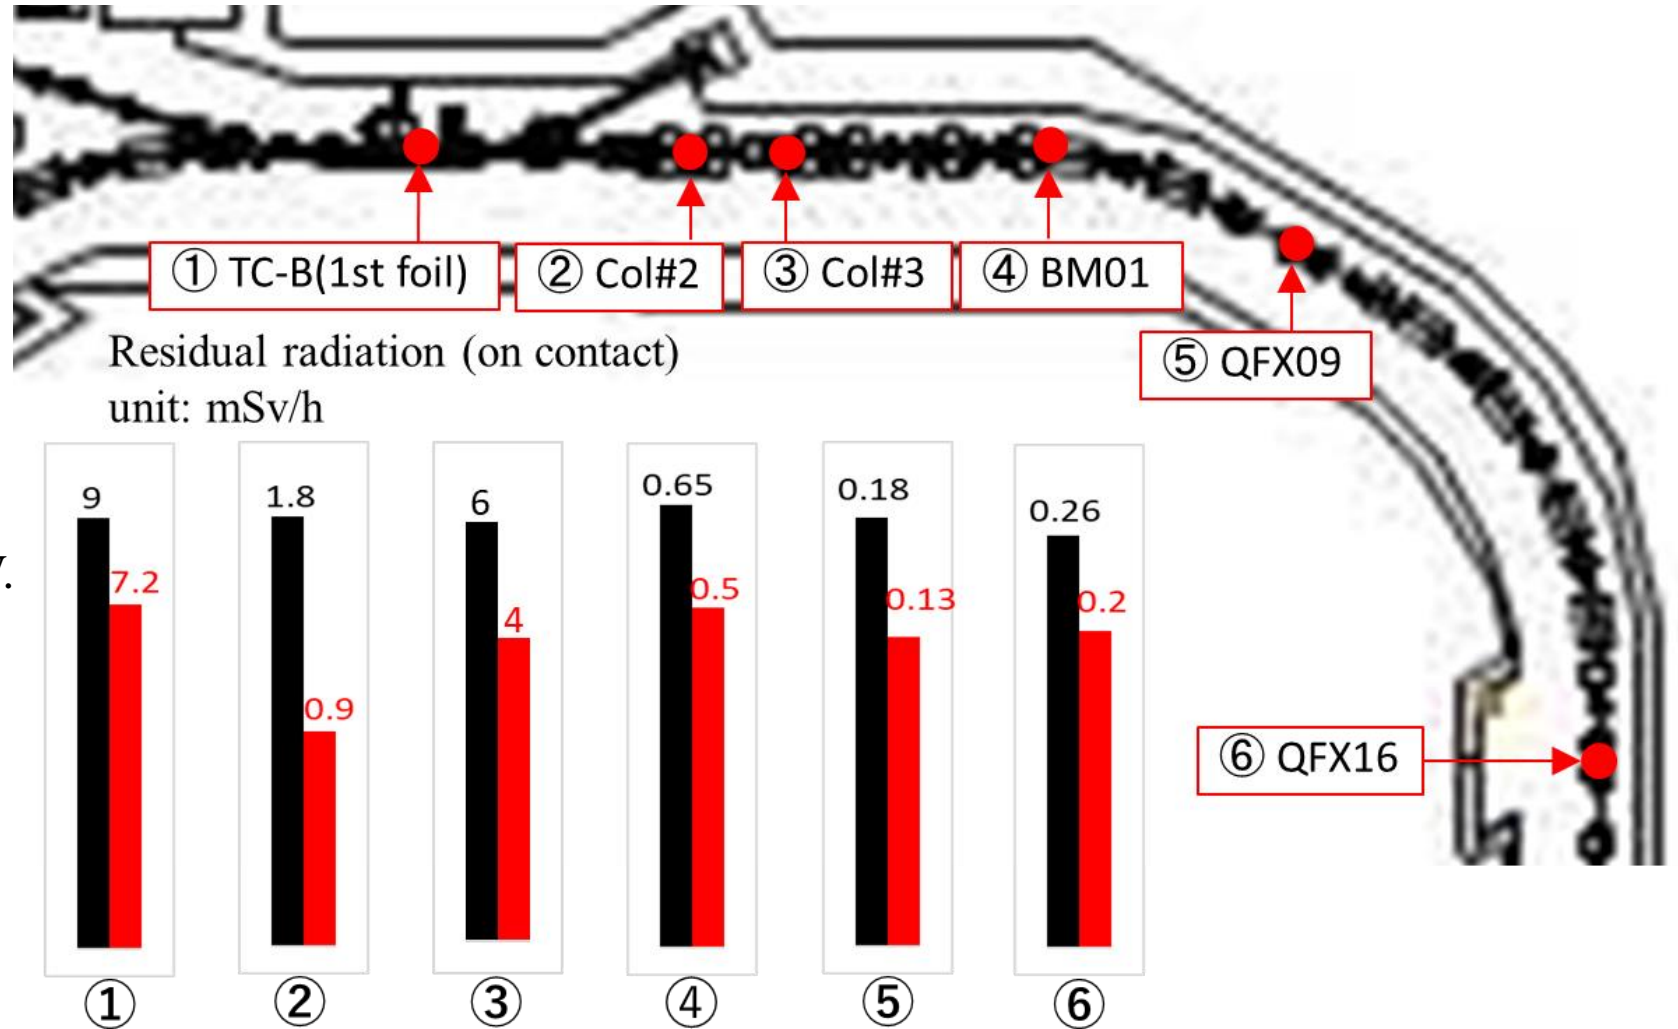 ① TC-B(1st foil)
② Col#2
③ Col#3
④ BM01
⑤ QFX09
Residual radiation (on contact)
unit: mSv/h
9
7.2
1.8
0.9
6
4
0.65
0.5
0.18
0.13
0.26
0.2
⑥ QFX16
①
②
③
④
⑤
⑥